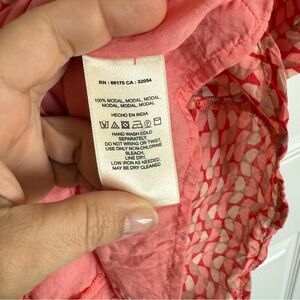 RN : 66170 CA : 32054
100% MODAL, MODAL, MODAL,
MODAL, MODAL, MODAL.
HECHO EN INDIA
HAND WASH COLD
SEPARATELY.
DO NOT WRING OR TWIST.
USE ONLY NON-CHLORINE
BLEACH.
LINE DRY.
LOW IRON AS NEEDED.
MAY BE DRY CLEANED